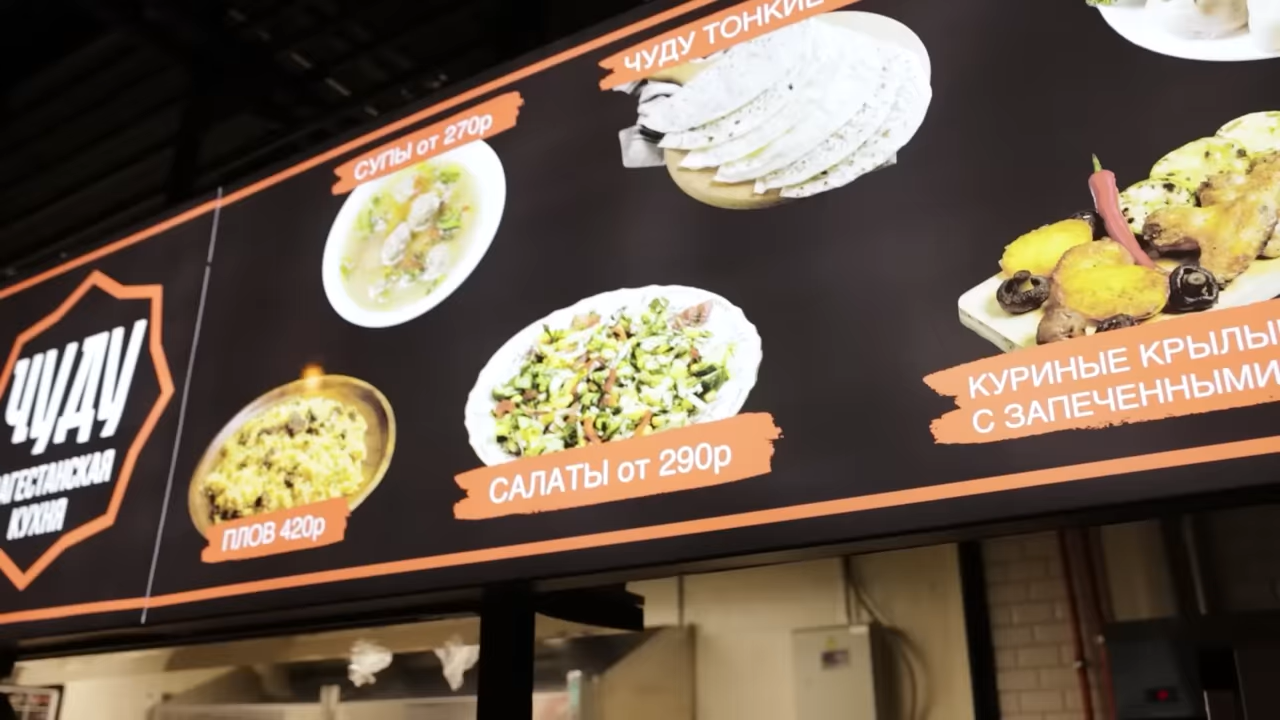 ЧУДУ ТОНКИЕ
СУПЫ от 270р
ЧУДУ
АГЕСТАНСКАЯ
КУХНЯ
ПЛОВ 420р
САЛАТЫ от 290р
КУРИНЫЕ КРЫЛЫ
С ЗАПЕЧЕННЫМИ